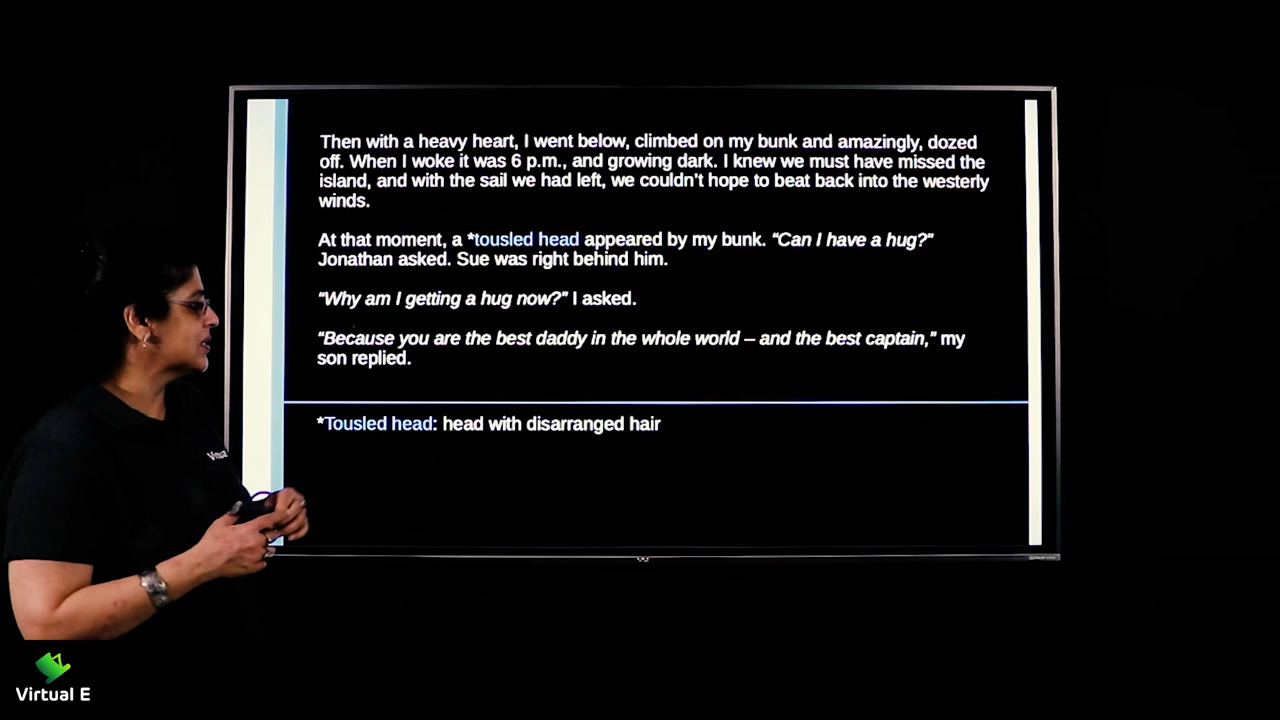 Then with a heavy heart, I went below, climbed on my bunk and amazingly, dozed
off. When I woke it was 6 p.m., and growing dark. I knew we must have missed the
island, and with the sail we had left, we couldn't hope to beat back into the westerly
winds.
At that moment, a *tousled head appeared by my bunk. “Can I have a hug?”
Jonathan asked. Sue was right behind him.
“Why am I getting a hug now?” I asked.
“Because you are the best daddy in the whole world – and the best captain,” my
son replied.
*Tousled head: head with disarranged hair
Virtual E